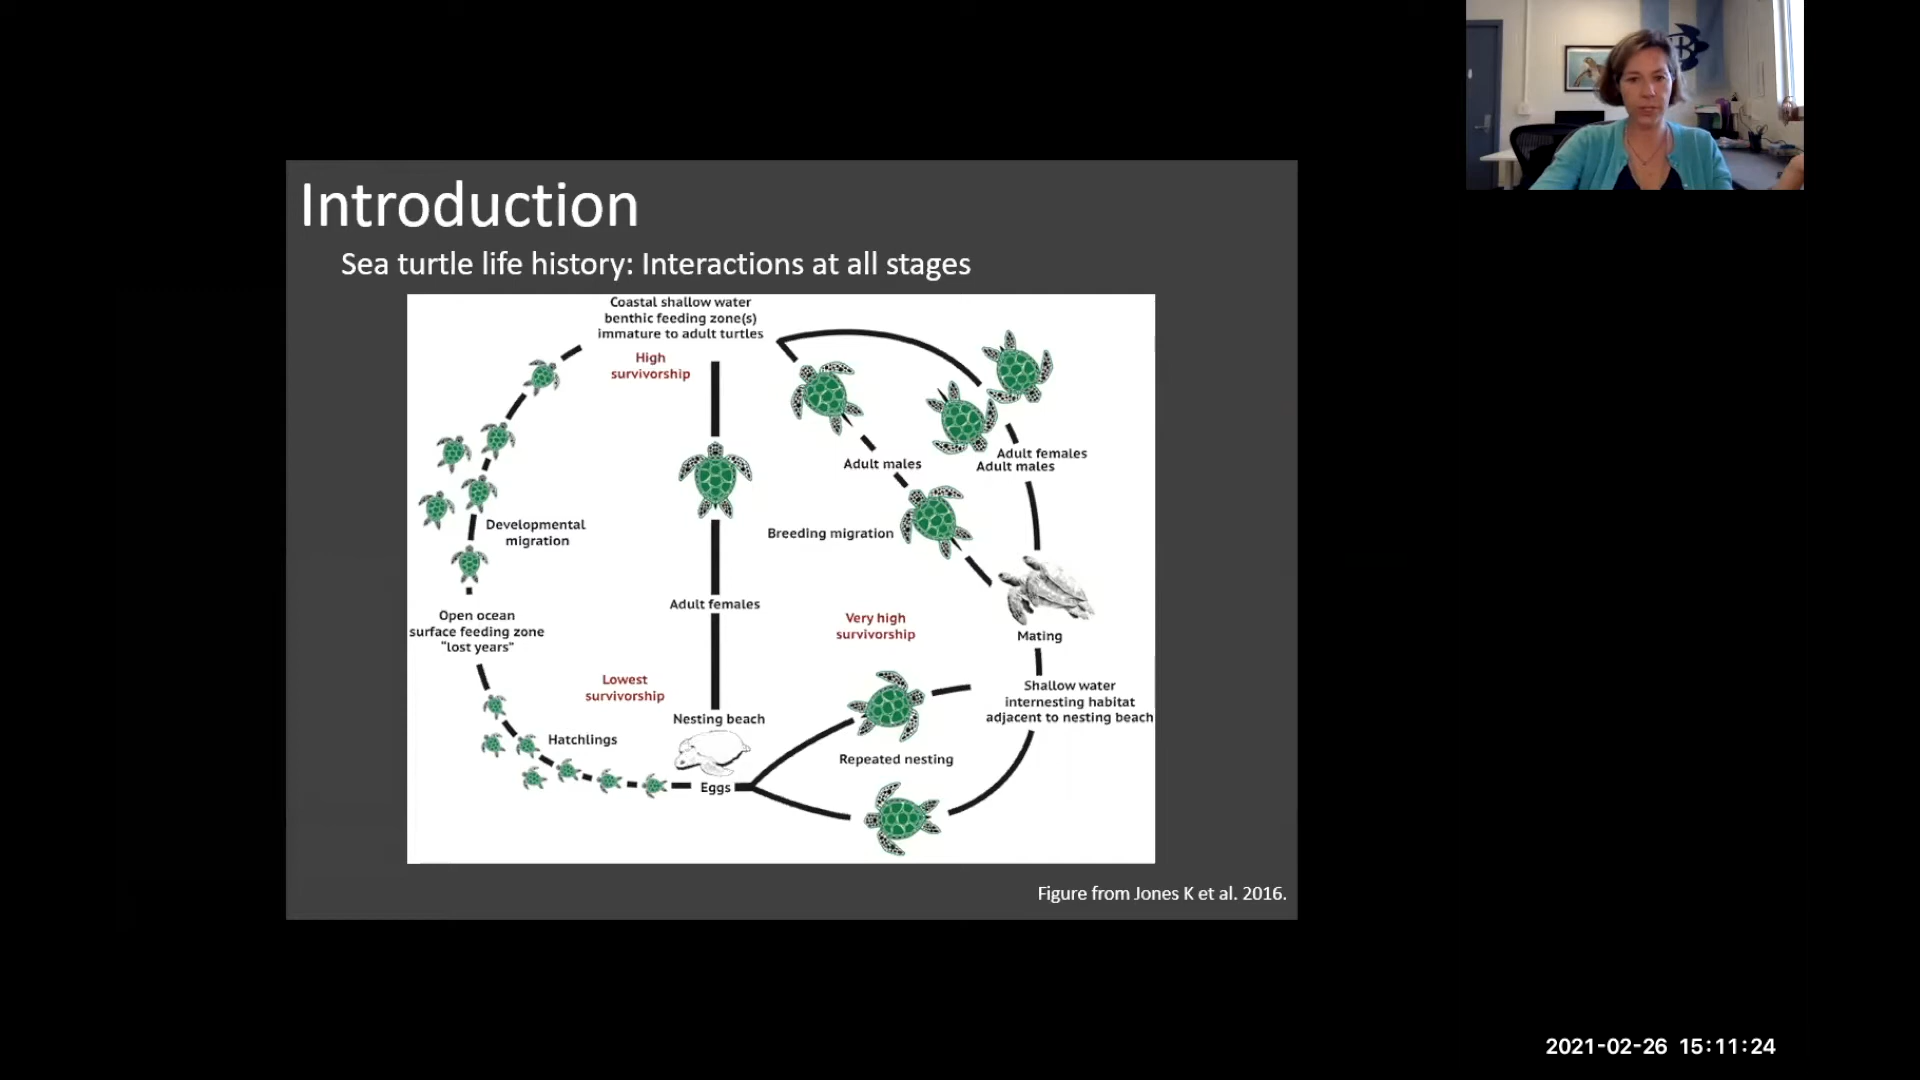 Introduction
Sea turtle life history: Interactions at all stages
Coastal shallow water
benthic feeding zone(s)
immature to adult turtles
High
survivorship
Adult males
Adult females
Adult males
Developmental
migration
Breeding migration
Adult females
Open ocean
surface feeding zone
"lost years"
Very high
survivorship
Mating
Lowest
survivorship
Shallow water
internesting habitat
adjacent to nesting beach
Nesting beach
Hatchlings
Repeated nesting
Eggs
Figure from Jones K et al. 2016.
2021-02-26 15:11:24
B